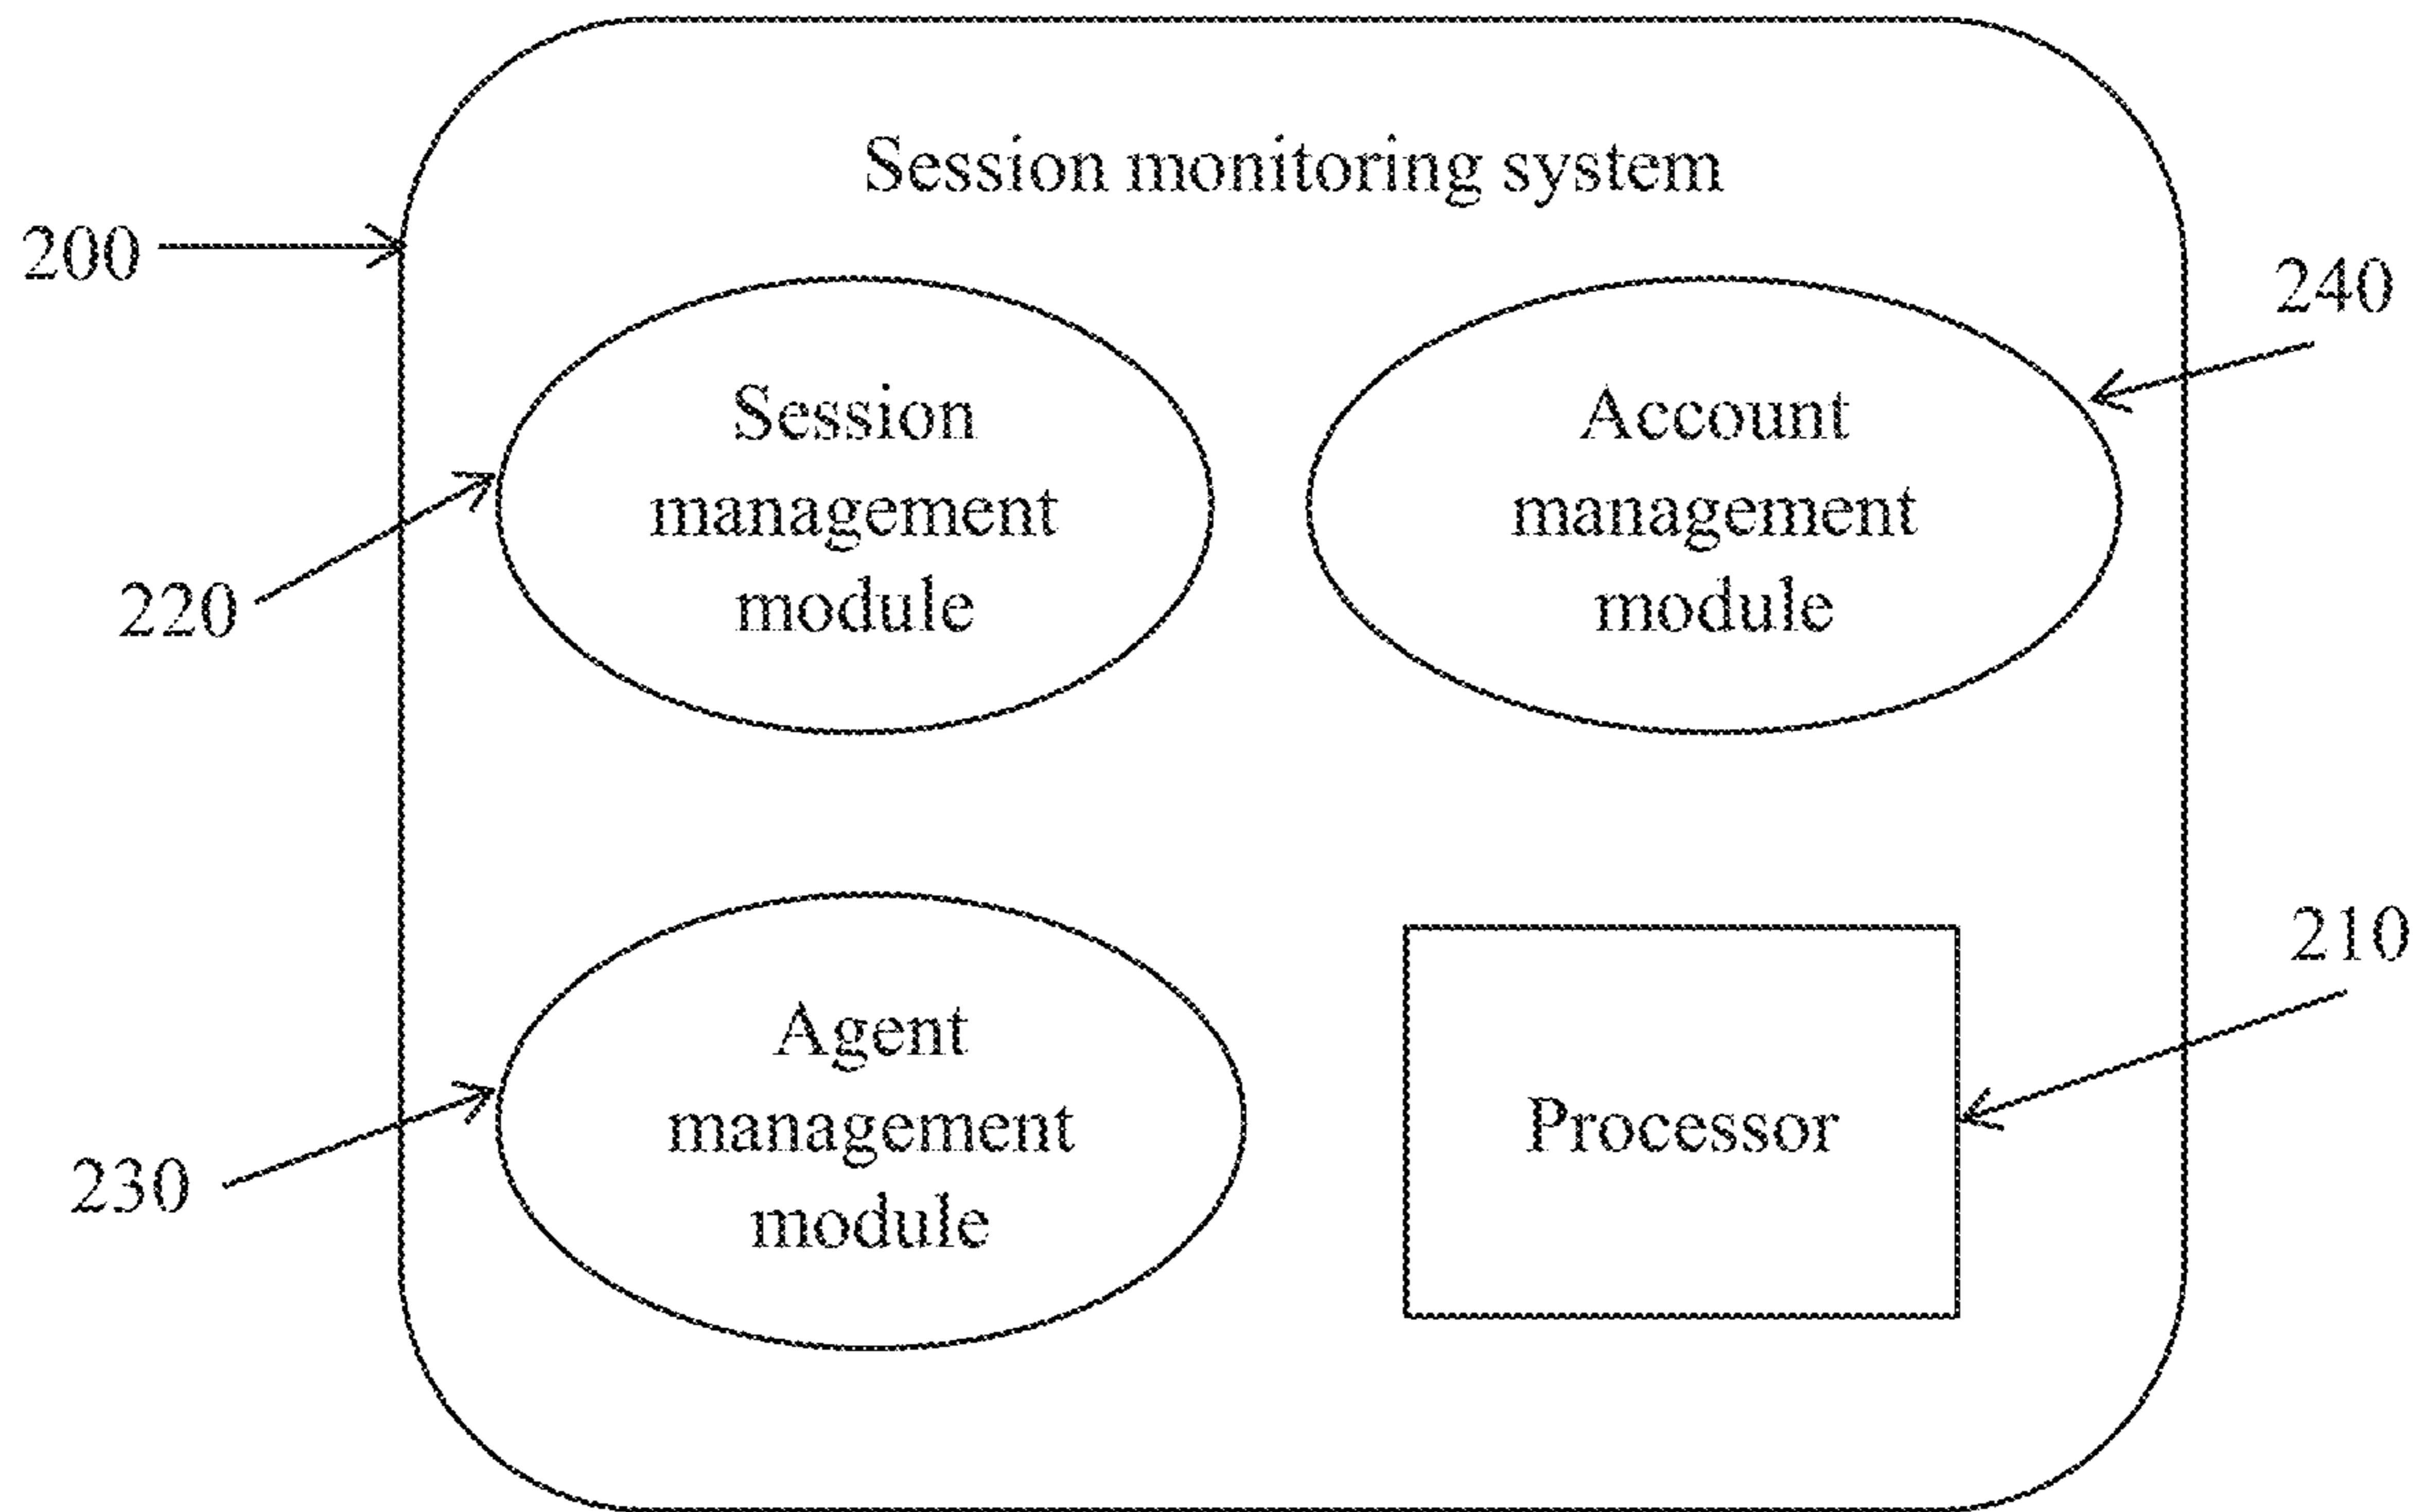 Session monitoring system
200
240
Session
management
module
Account
management
module
220
210
Agent
management
module
Processor
230